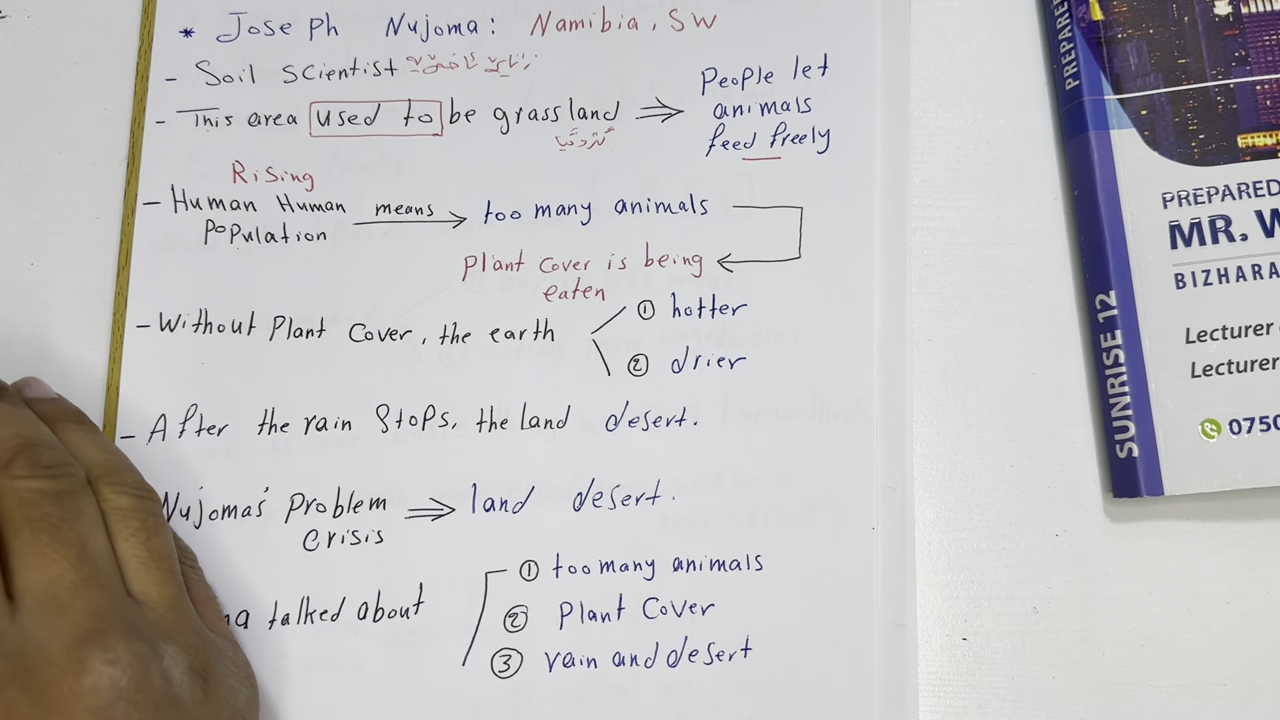 * Joseph Nujoma: Namibia, SW
- Soil scientist
- This area used to be grassland ⇒ People let animals feed freely
Rising
- Human Human Population means → too many animals
Plant Cover is being eaten
- Without Plant Cover, the earth
① hotter
② drier
- After the rain stops, the land desert.
Nujoma's Problem ⇒ land desert.
crisis
talked about
① too many animals
② Plant Cover
③ rain and desert
PREPARED
PREPARED
MR. W
BIZHARA
Lecturer
Lecturer
0750
SUNRISE 12